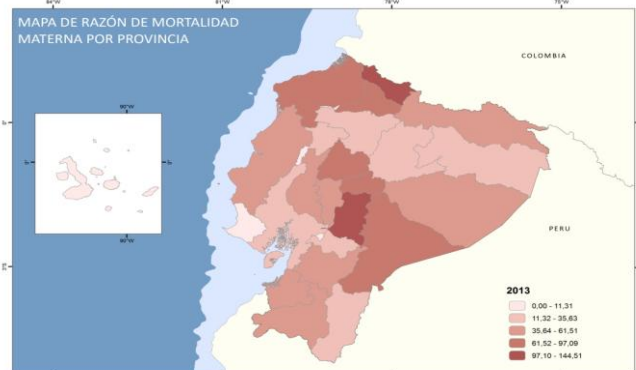 MAPA DE RAZÓN DE MORTALIDAD
MATERNA POR PROVINCIA
COLOMBIA
PERU
2013
0,00 - 11,31
11,32 - 35,63
35,64 - 61,51
61,52 - 97,09
97,10 - 144,51